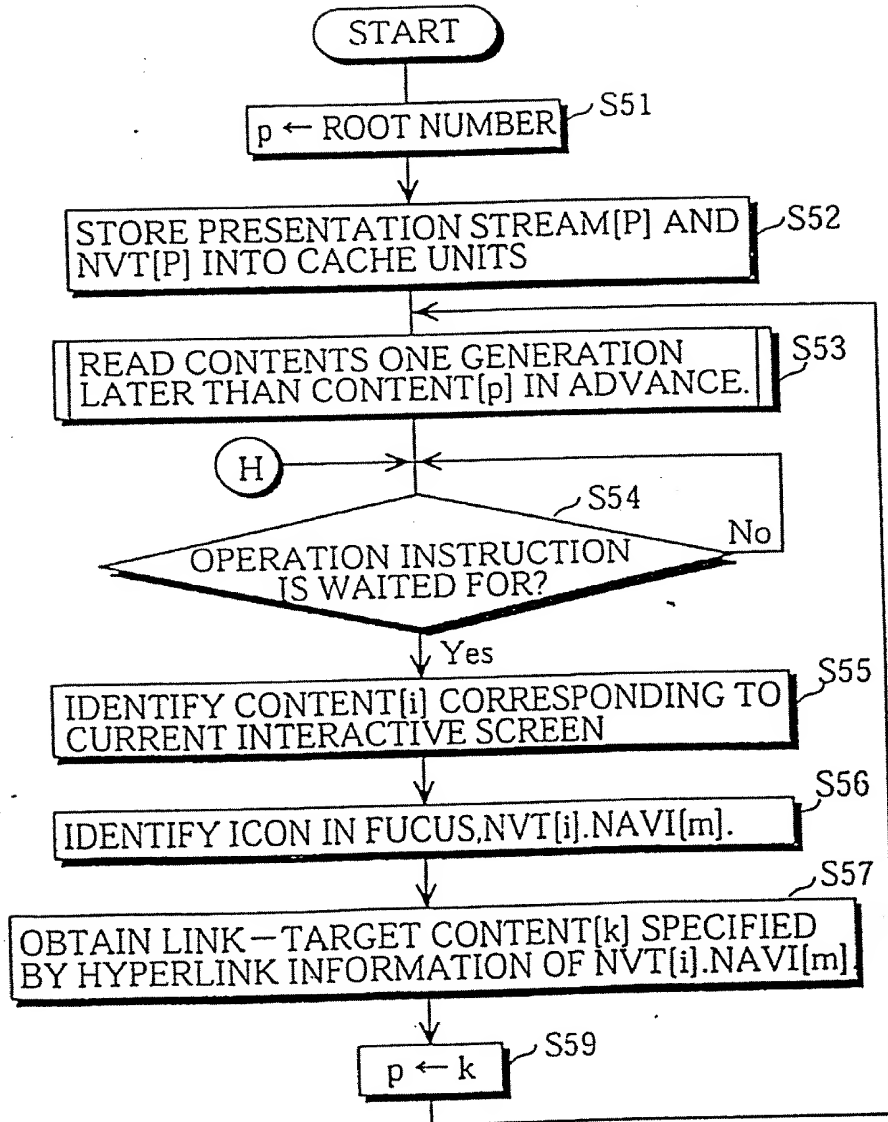 START
p ← ROOT NUMBER
S51
STORE PRESENTATION STREAM[P] AND
NVT[P] INTO CACHE UNITS
S52
READ CONTENTS ONE GENERATION
LATER THAN CONTENT[p] IN ADVANCE.
S53
H
S54
No
OPERATION INSTRUCTION
IS WAITED FOR?
Yes
S55
IDENTIFY CONTENT[i] CORRESPONDING TO
CURRENT INTERACTIVE SCREEN
S56
IDENTIFY ICON IN FUCUS,NVT[i].NAVI[m].
S57
OBTAIN LINK-TARGET CONTENT[k] SPECIFIED
BY HYPERLINK INFORMATION OF NVT[i].NAVI[m].
S59
p ← k